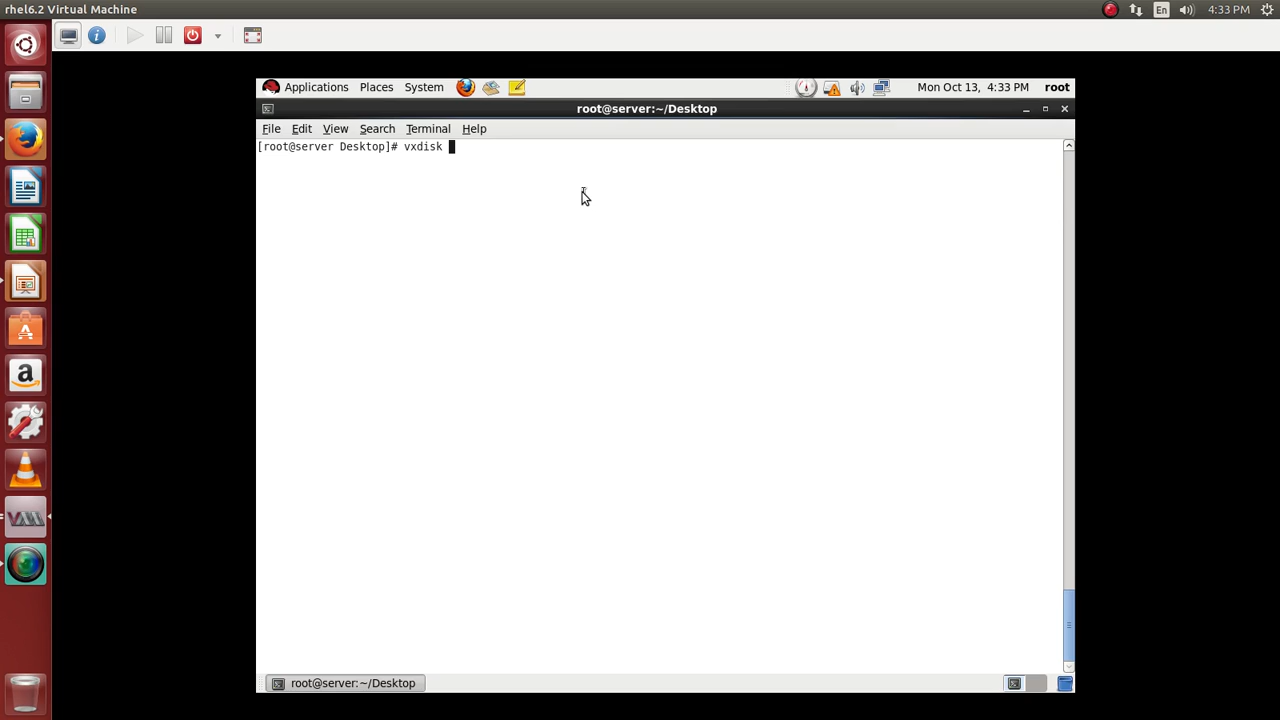 rhel6.2 Virtual Machine
En
4:33 PM
Applications Places System
Mon Oct 13, 4:33 PM
root
root@server:~/Desktop
File Edit View Search Terminal Help
[root@server Desktop]# vxdisk
root@server:~/Desktop